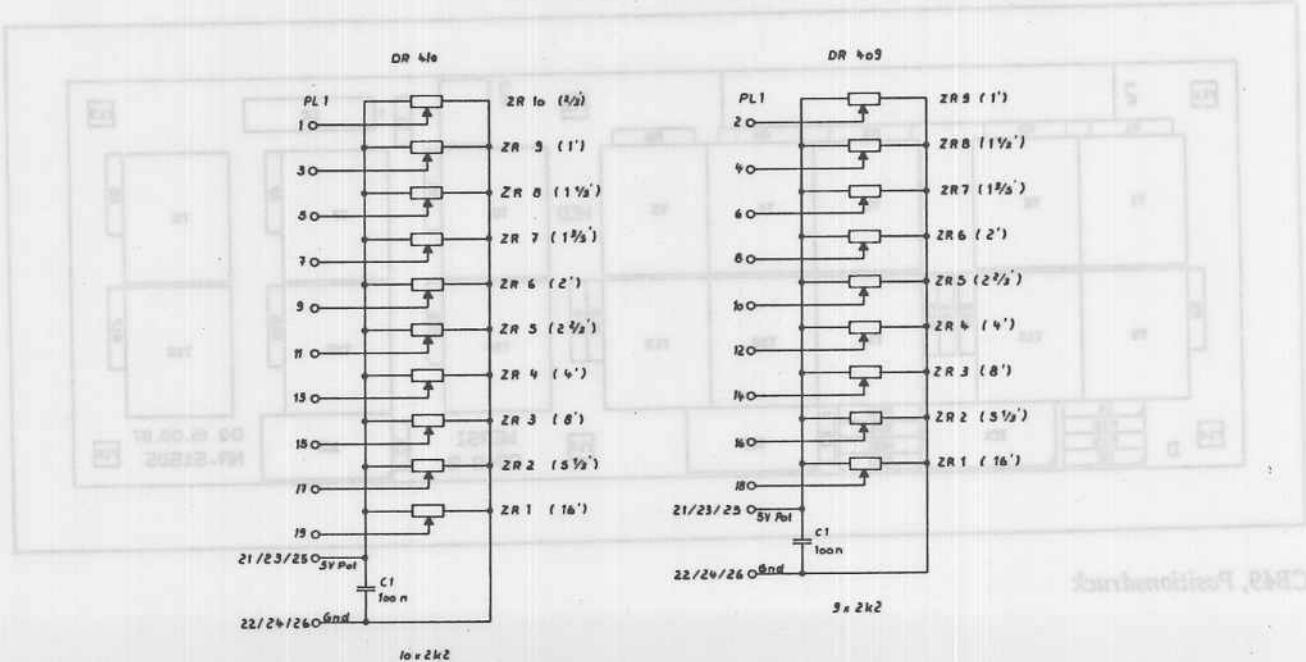 DR 410
PL1
ZR 10 (2/3')
1
ZR 9 (1')
3
ZR 8 (1 1/3')
5
ZR 7 (1 3/5')
7
ZR 6 (2')
9
ZR 5 (2 2/3')
11
ZR 4 (4')
13
ZR 3 (8')
15
ZR 2 (5 1/3')
17
ZR 1 (16')
19
21/23/25 5V Pot
C1
100n
22/24/26 Gnd
10 x 2k2
DR 409
PL1
ZR 9 (1')
2
ZR 8 (1 1/3')
4
ZR 7 (1 3/5')
6
ZR 6 (2')
8
ZR 5 (2 2/3')
10
ZR 4 (4')
12
ZR 3 (8')
14
ZR 2 (5 1/3')
16
ZR 1 (16')
18
21/23/25 5V Pot
C1
100n
22/24/26 Gnd
9 x 2k2
CB49, Positionsdruck